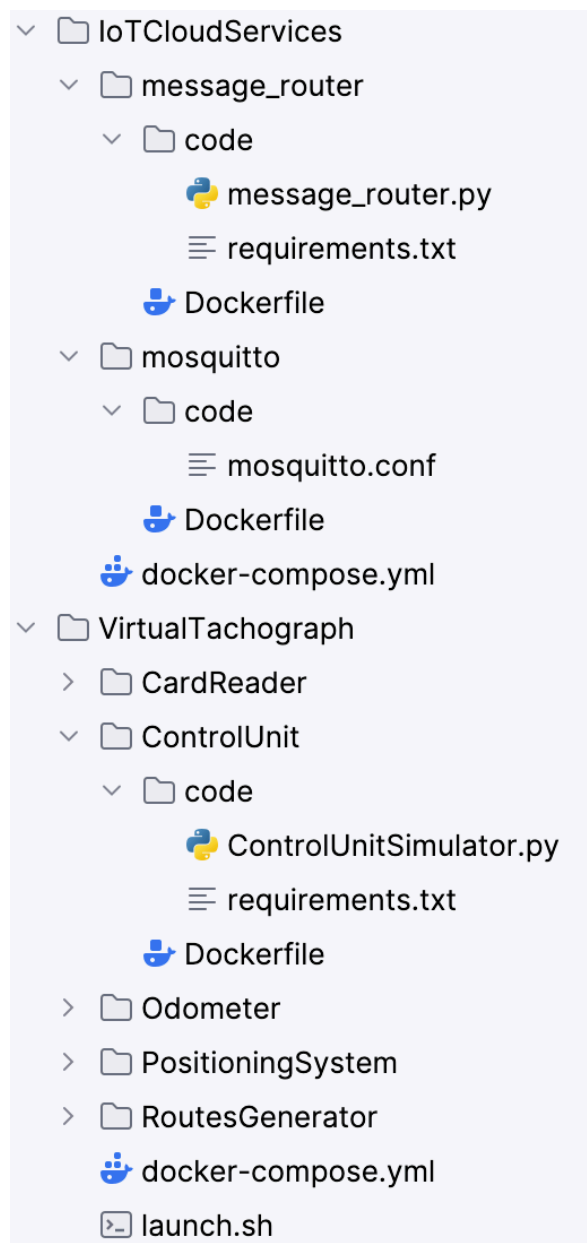 IoTCloudServices
message_router
code
message_router.py
requirements.txt
Dockerfile
mosquitto
code
mosquitto.conf
Dockerfile
docker-compose.yml
VirtualTachograph
CardReader
ControlUnit
code
ControlUnitSimulator.py
requirements.txt
Dockerfile
Odometer
PositioningSystem
RoutesGenerator
docker-compose.yml
launch.sh